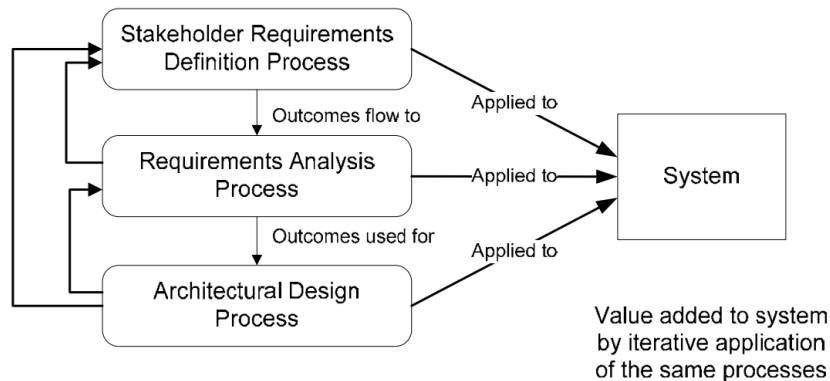 Stakeholder Requirements
Definition Process
Applied to
Outcomes flow to
Requirements Analysis
Process
Applied to
System
Outcomes used for
Applied to
Architectural Design
Process
Value added to system
by iterative application
of the same processes